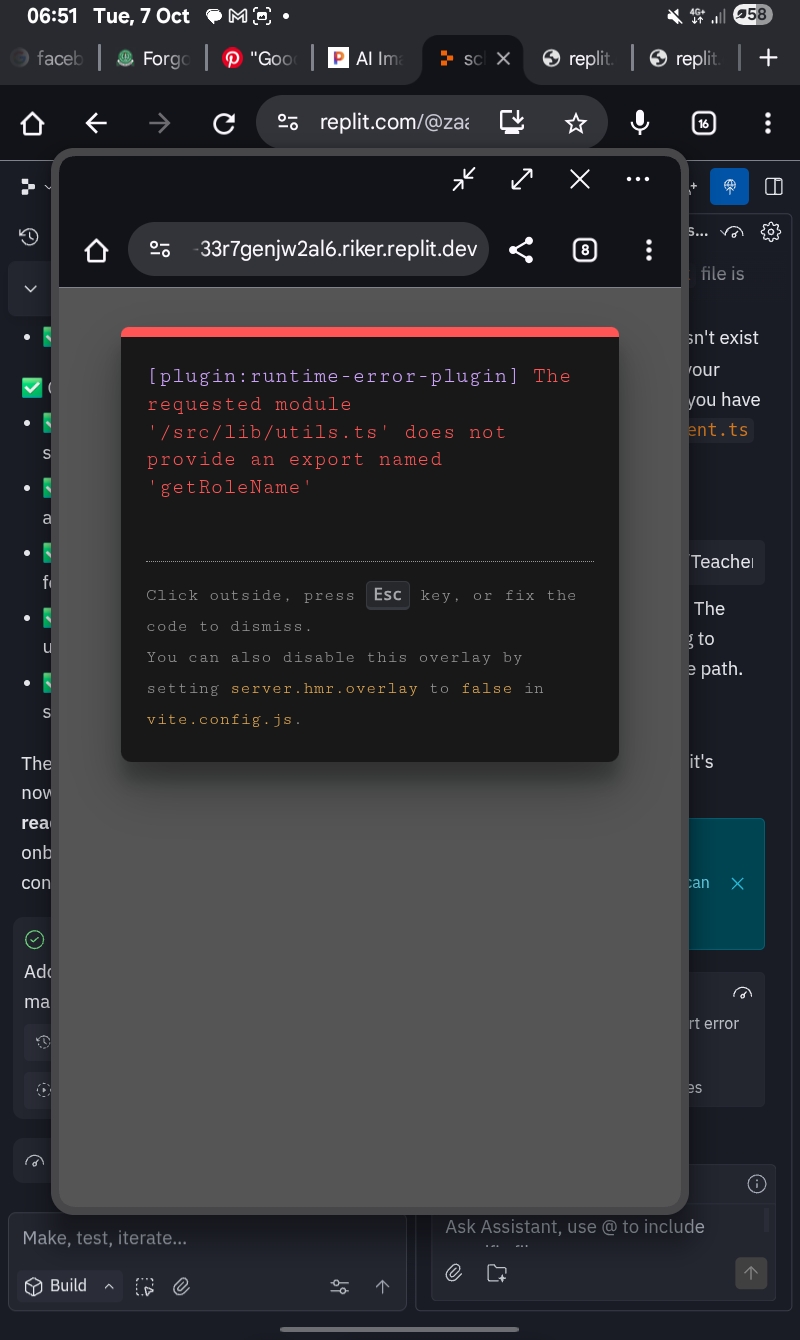 06:51 Tue, 7 Oct
4G+
58
faceb
Forgo
"Goo
AI Im
sc
replit.
replit.
replit.com/@zaa
16
-33r7genjw2al6.riker.replit.dev
8
s...
file is
sn't exist
your
you have
ent.ts
[plugin:runtime-error-plugin] The
requested module
'/src/lib/utils.ts' does not
provide an export named
'getRoleName'
Click outside, press Esc key, or fix the
code to dismiss.
You can also disable this overlay by
setting server.hmr.overlay to false in
vite.config.js.
Teacher
The
g to
e path.
The
now
rea
onb
con
it's
can
Add
ma
rt error
es
Make, test, iterate...
Build
Ask Assistant, use @ to include